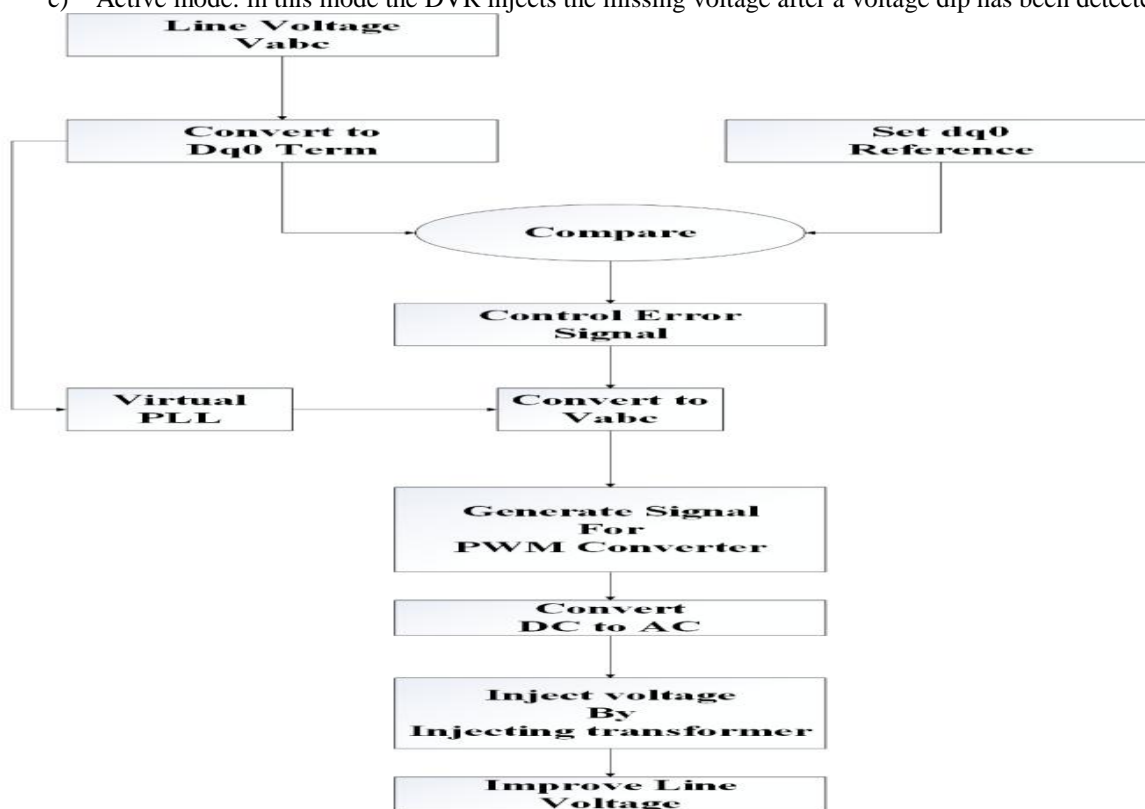 c) Active mode: In this mode the DVR injects the missing voltage after a voltage dip has been detecte
Line Voltage
Vabc
Convert to
Dq0 Term
Set dq0
Reference
Compare
Control Error
Signal
Virtual
PLL
Convert to
Vabc
Generate Signal
For
PWM Converter
Convert
DC to AC
Inject voltage
By
Injecting transformer
Improve Line
Voltage